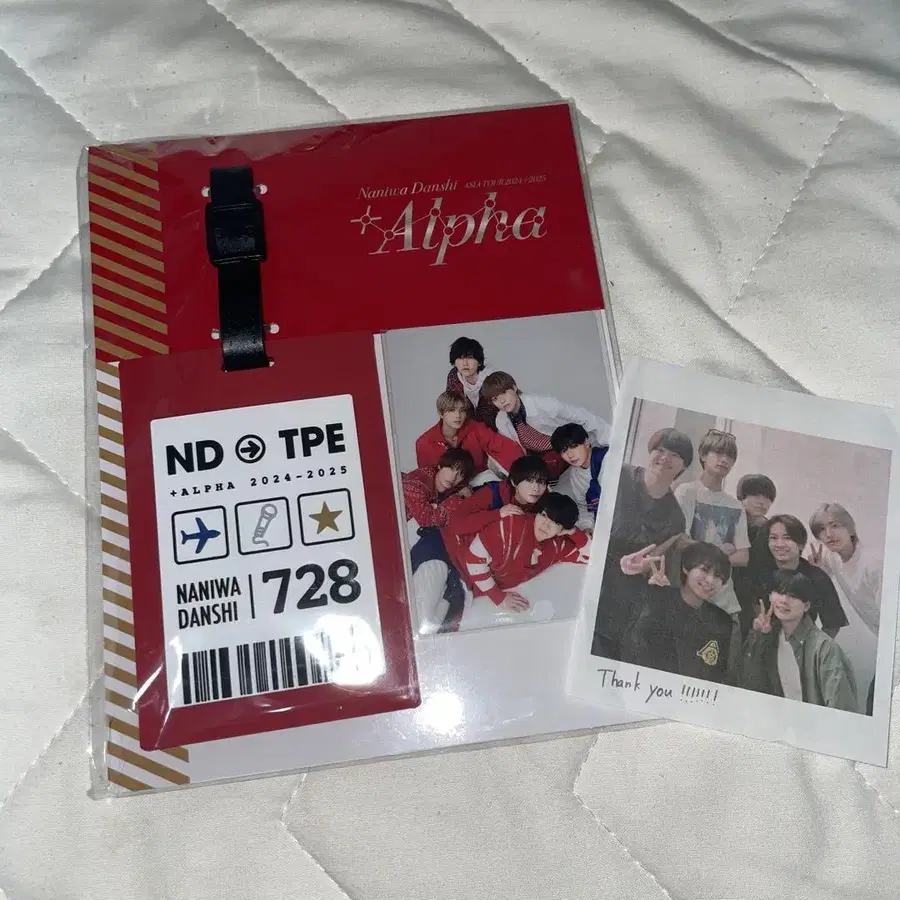 Naniwa Danshi ASIA TOUR 2024+2025
+Alpha
ND → TPE
+ALPHA 2024-2025
NANIWA
DANSHI
728
Thank you !!!!!!!